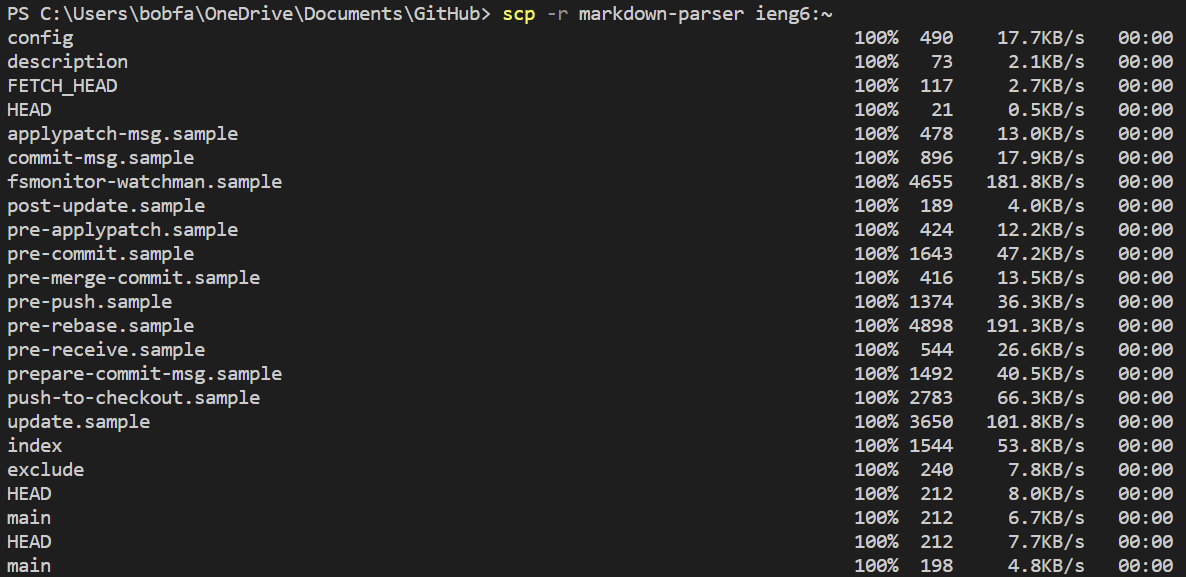 PS C:\Users\bobfa\OneDrive\Documents\GitHub> scp -r markdown-parser ieng6:~
config 100% 490 17.7KB/s 00:00
description 100% 73 2.1KB/s 00:00
FETCH_HEAD 100% 117 2.7KB/s 00:00
HEAD 100% 21 0.5KB/s 00:00
applypatch-msg.sample 100% 478 13.0KB/s 00:00
commit-msg.sample 100% 896 17.9KB/s 00:00
fsmonitor-watchman.sample 100% 4655 181.8KB/s 00:00
post-update.sample 100% 189 4.0KB/s 00:00
pre-applypatch.sample 100% 424 12.2KB/s 00:00
pre-commit.sample 100% 1643 47.2KB/s 00:00
pre-merge-commit.sample 100% 416 13.5KB/s 00:00
pre-push.sample 100% 1374 36.3KB/s 00:00
pre-rebase.sample 100% 4898 191.3KB/s 00:00
pre-receive.sample 100% 544 26.6KB/s 00:00
prepare-commit-msg.sample 100% 1492 40.5KB/s 00:00
push-to-checkout.sample 100% 2783 66.3KB/s 00:00
update.sample 100% 3650 101.8KB/s 00:00
index 100% 1544 53.8KB/s 00:00
exclude 100% 240 7.8KB/s 00:00
HEAD 100% 212 8.0KB/s 00:00
main 100% 212 6.7KB/s 00:00
HEAD 100% 212 7.7KB/s 00:00
main 100% 198 4.8KB/s 00:00